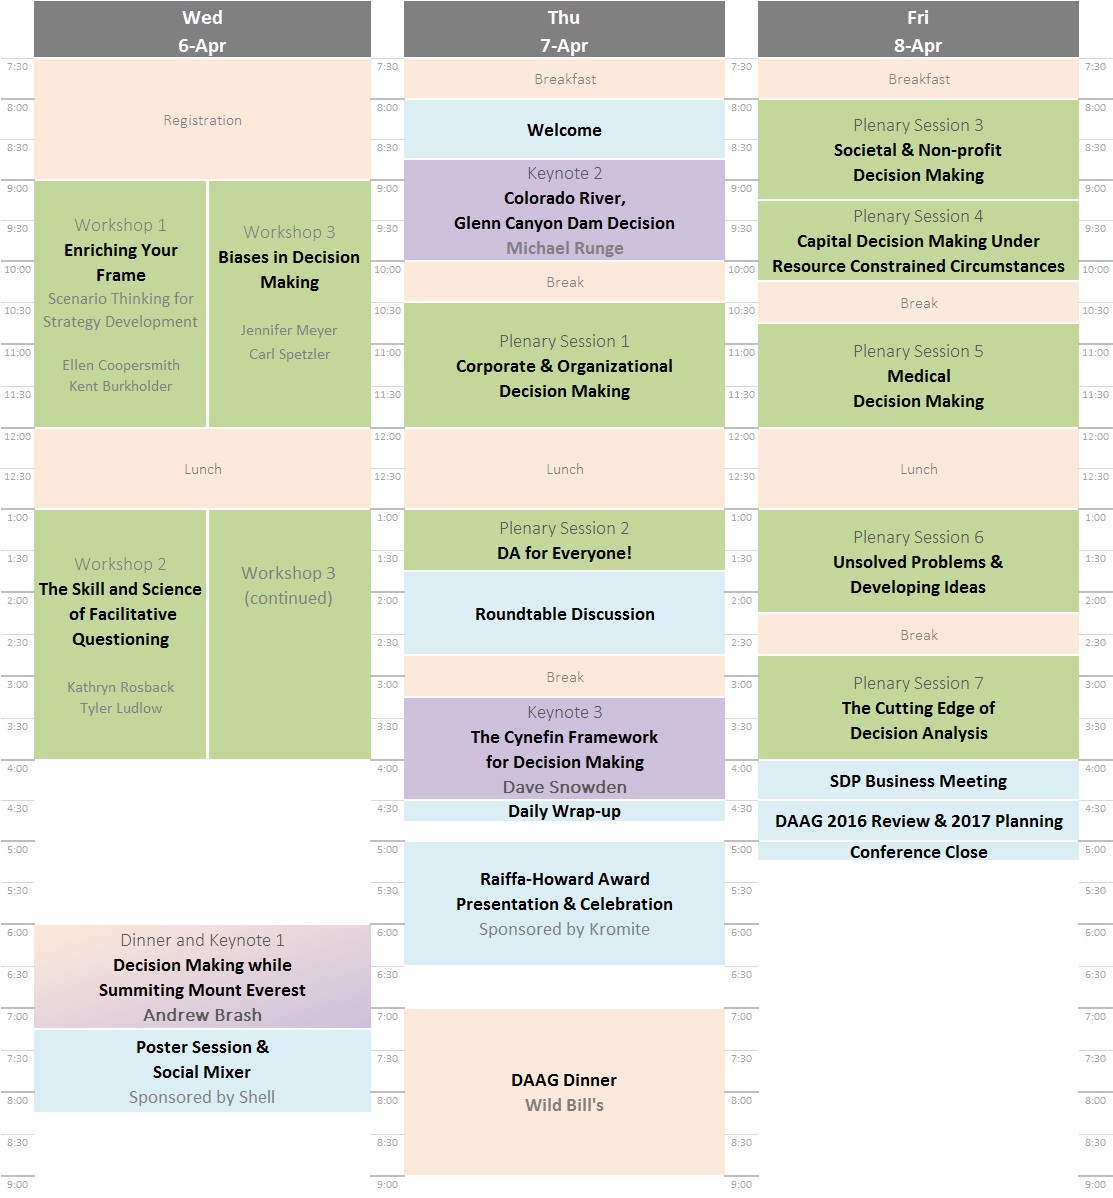 Wed
6-Apr
Thu
7-Apr
Fri
8-Apr
7:30
8:00
8:30
9:00
9:30
10:00
10:30
11:00
11:30
12:00
12:30
1:00
1:30
2:00
2:30
3:00
3:30
4:00
4:30
5:00
5:30
6:00
6:30
7:00
7:30
8:00
8:30
9:00
Registration
Workshop 1
Enriching Your
Frame
Scenario Thinking for
Strategy Development
Ellen Coopersmith
Kent Burkholder
Workshop 3
Biases in Decision
Making
Jennifer Meyer
Carl Spetzler
Lunch
Workshop 2
The Skill and Science
of Facilitative
Questioning
Kathryn Rosback
Tyler Ludlow
Workshop 3
(continued)
Dinner and Keynote 1
Decision Making while
Summiting Mount Everest
Andrew Brash
Poster Session &
Social Mixer
Sponsored by Shell
7:30
8:00
8:30
9:00
9:30
10:00
10:30
11:00
11:30
12:00
12:30
1:00
1:30
2:00
2:30
3:00
3:30
4:00
4:30
5:00
5:30
6:00
6:30
7:00
7:30
8:00
8:30
9:00
Breakfast
Welcome
Keynote 2
Colorado River,
Glenn Canyon Dam Decision
Michael Runge
Break
Plenary Session 1
Corporate & Organizational
Decision Making
Lunch
Plenary Session 2
DA for Everyone!
Roundtable Discussion
Break
Keynote 3
The Cynefin Framework
for Decision Making
Dave Snowden
Daily Wrap-up
Raiffa-Howard Award
Presentation & Celebration
Sponsored by Kromite
DAAG Dinner
Wild Bill's
7:30
8:00
8:30
9:00
9:30
10:00
10:30
11:00
11:30
12:00
12:30
1:00
1:30
2:00
2:30
3:00
3:30
4:00
4:30
5:00
5:30
6:00
6:30
7:00
7:30
8:00
8:30
9:00
Breakfast
Plenary Session 3
Societal & Non-profit
Decision Making
Plenary Session 4
Capital Decision Making Under
Resource Constrained Circumstances
Break
Plenary Session 5
Medical
Decision Making
Lunch
Plenary Session 6
Unsolved Problems &
Developing Ideas
Break
Plenary Session 7
The Cutting Edge of
Decision Analysis
SDP Business Meeting
DAAG 2016 Review & 2017 Planning
Conference Close
7:30
8:00
8:30
9:00
9:30
10:00
10:30
11:00
11:30
12:00
12:30
1:00
1:30
2:00
2:30
3:00
3:30
4:00
4:30
5:00
5:30
6:00
6:30
7:00
7:30
8:00
8:30
9:00